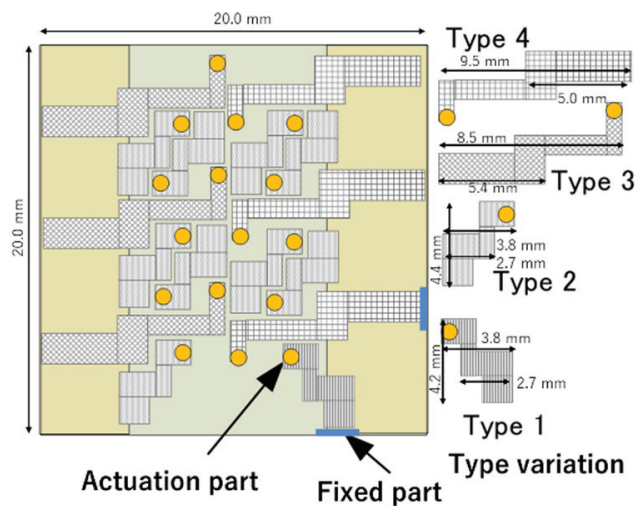 20.0 mm
20.0 mm
Type 4
9.5 mm
5.0 mm
8.5 mm
5.4 mm
Type 3
4.4 mm
3.8 mm
2.7 mm
Type 2
4.2 mm
3.8 mm
2.7 mm
Type 1
Type variation
Actuation part
Fixed part